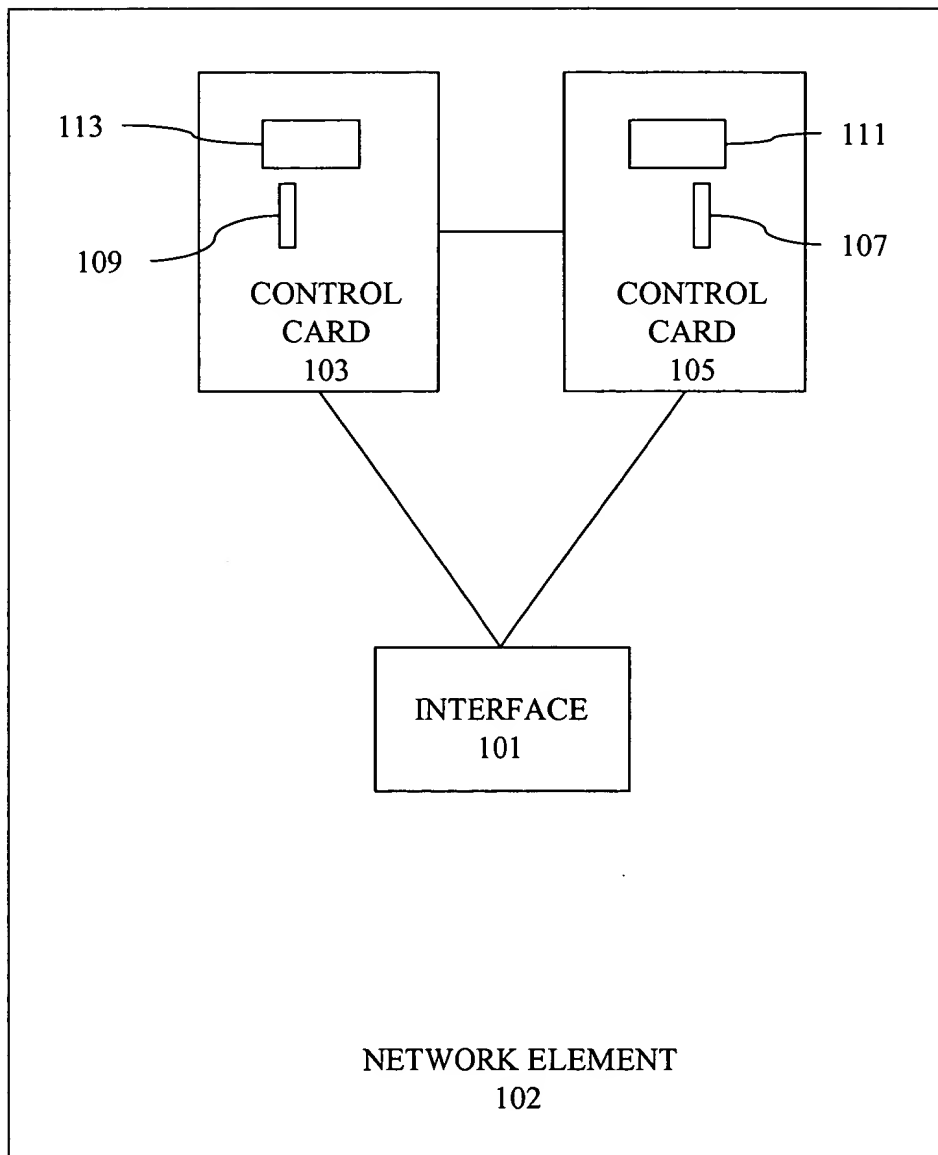 113
111
109
107
CONTROL
CARD
103
CONTROL
CARD
105
INTERFACE
101
NETWORK ELEMENT
102